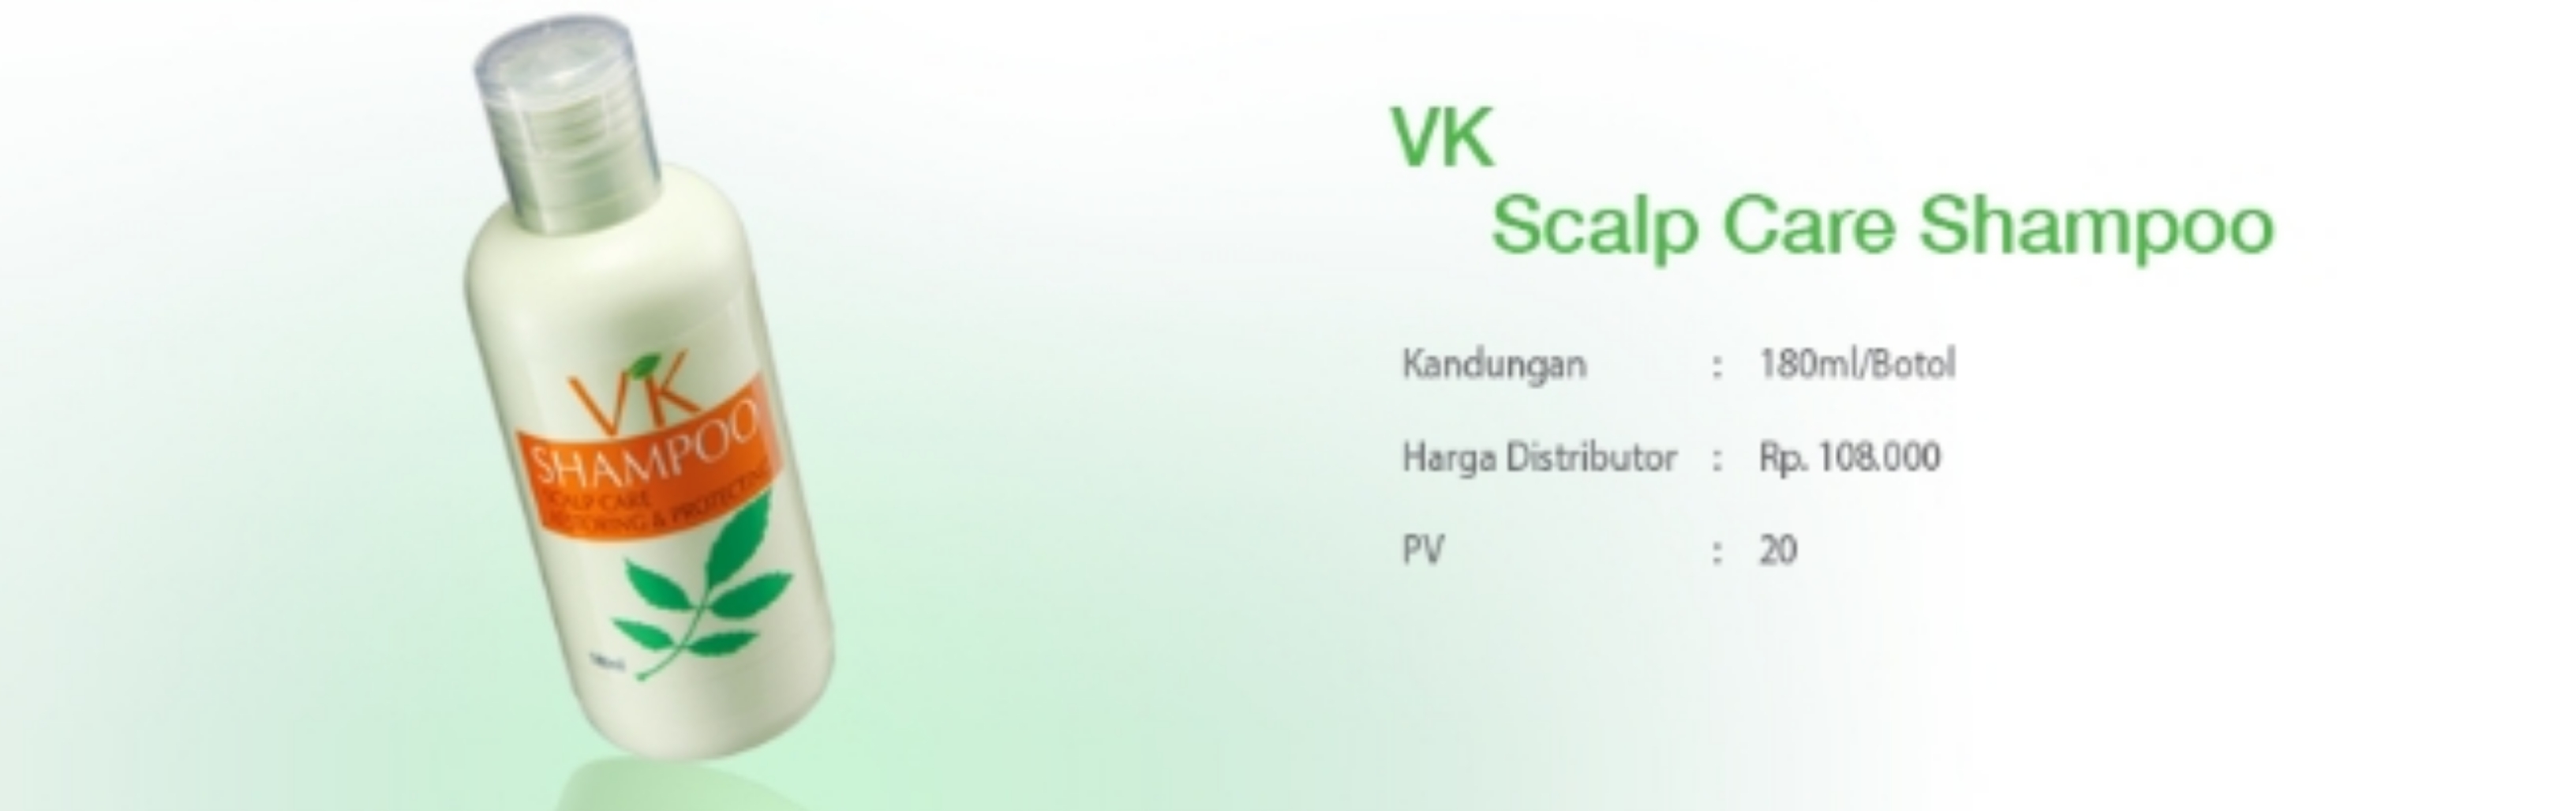 VK
SHAMPOO
SCALP CARE
RESTORING & PROTECTING
VK
Scalp Care Shampoo
Kandungan : 180ml/Botol
Harga Distributor : Rp. 108.000
PV : 20